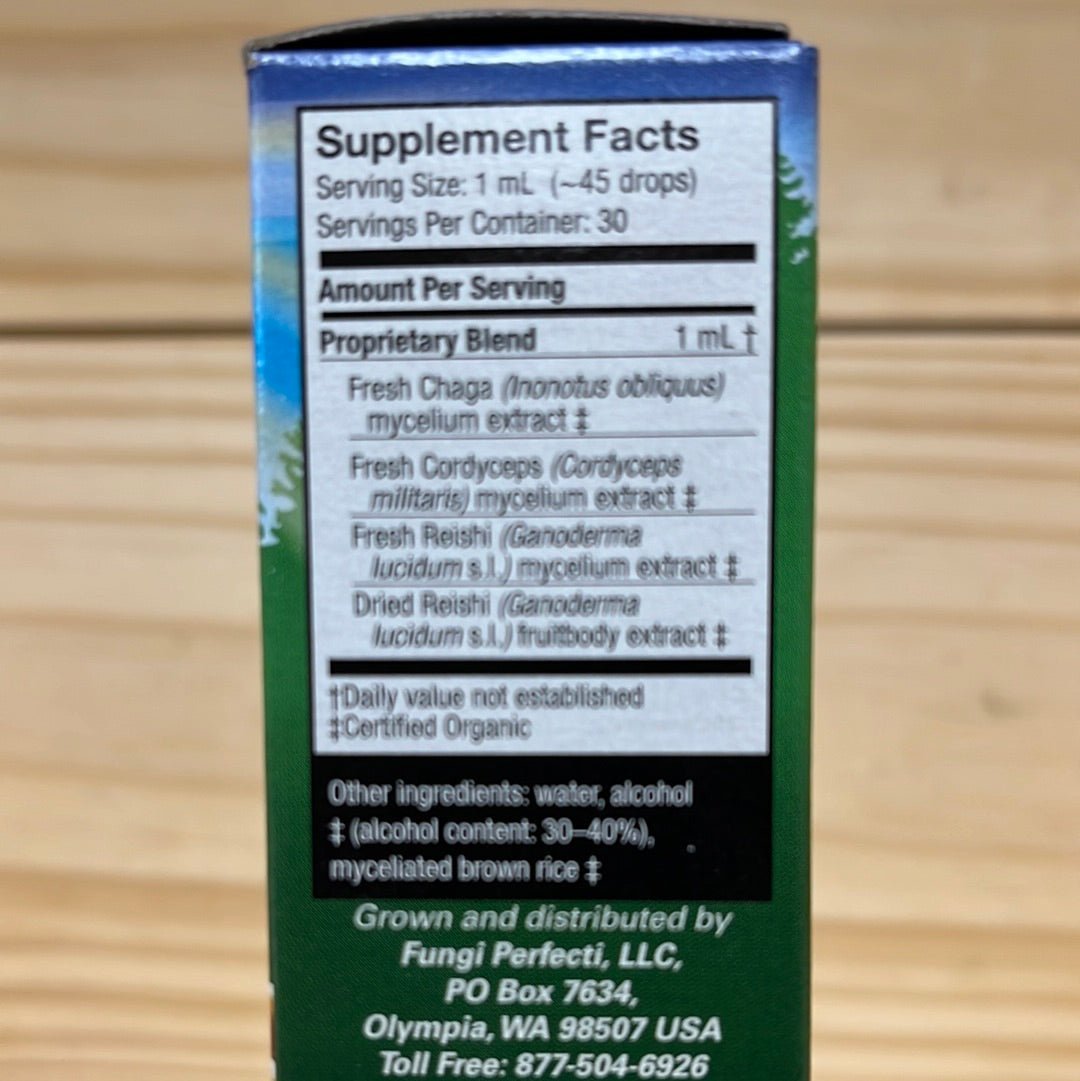 Supplement Facts
Serving Size: 1 mL (~45 drops)
Servings Per Container: 30
Amount Per Serving
Proprietary Blend 1 mL †
Fresh Chaga (Inonotus obliquus)
mycelium extract ‡
Fresh Cordyceps (Cordyceps
militaris) mycelium extract ‡
Fresh Reishi (Ganoderma
lucidum s.l.) mycelium extract ‡
Dried Reishi (Ganoderma
lucidum s.l.) fruitbody extract ‡
†Daily value not established
‡Certified Organic
Other ingredients: water, alcohol
‡ (alcohol content: 30–40%),
myceliated brown rice ‡
Grown and distributed by
Fungi Perfecti, LLC,
PO Box 7634,
Olympia, WA 98507 USA
Toll Free: 877-504-6926